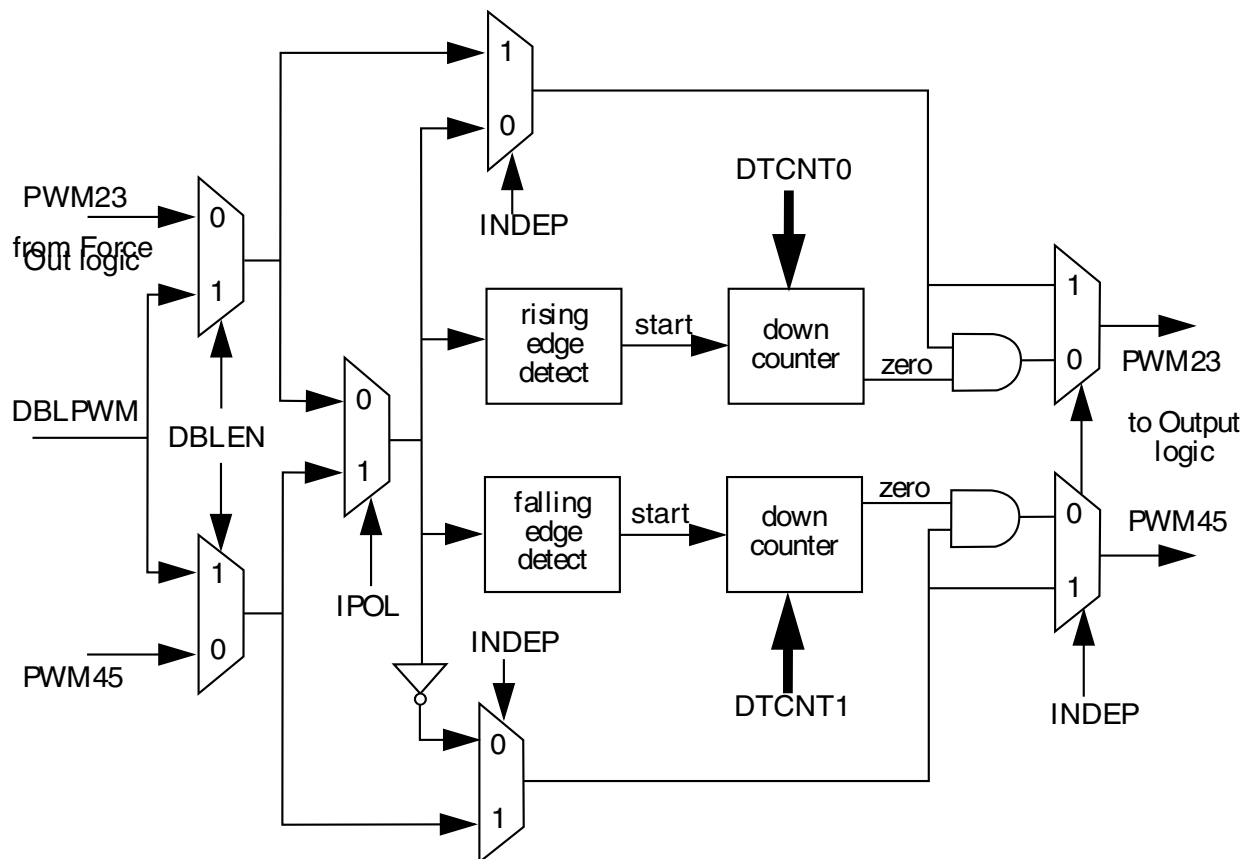 1
0
DTCNT0
INDEP
PWM23
from Force
Out logic
0
1
rising
edge
detect
start
down
counter
zero
1
0
PWM23
to Output
logic
DBLPWM
DBLEN
0
1
IPOL
falling
edge
detect
start
down
counter
zero
0
1
PWM45
1
0
PWM45
INDEP
DTCNT1
INDEP
0
1